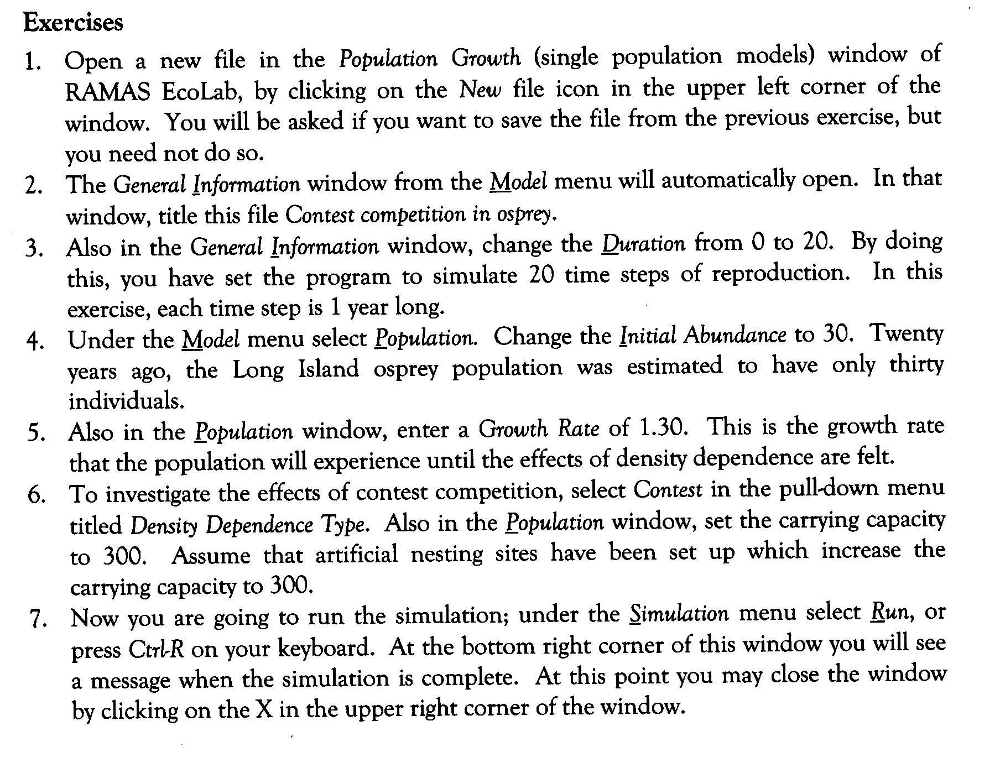 Exercises
1. Open a new file in the Population Growth (single population models) window of
RAMAS EcoLab, by clicking on the New file icon in the upper left corner of the
window. You will be asked if you want to save the file from the previous exercise, but
you need not do so.
2. The General Information window from the Model menu will automatically open. In that
window, title this file Contest competition in osprey.
3. Also in the General Information window, change the Duration from 0 to 20. By doing
this, you have set the program to simulate 20 time steps of reproduction. In this
exercise, each time step is 1 year long.
4. Under the Model menu select Population. Change the Initial Abundance to 30. Twenty
years ago, the Long Island osprey population was estimated to have only thirty
individuals.
5. Also in the Population window, enter a Growth Rate of 1.30. This is the growth rate
that the population will experience until the effects of density dependence are felt.
6. To investigate the effects of contest competition, select Contest in the pull-down menu
titled Density Dependence Type. Also in the Population window, set the carrying capacity
to 300. Assume that artificial nesting sites have been set up which increase the
carrying capacity to 300.
7. Now you are going to run the simulation; under the Simulation menu select Run, or
press Ctrl-R on your keyboard. At the bottom right corner of this window you will see
a message when the simulation is complete. At this point you may close the window
by clicking on the X in the upper right corner of the window.